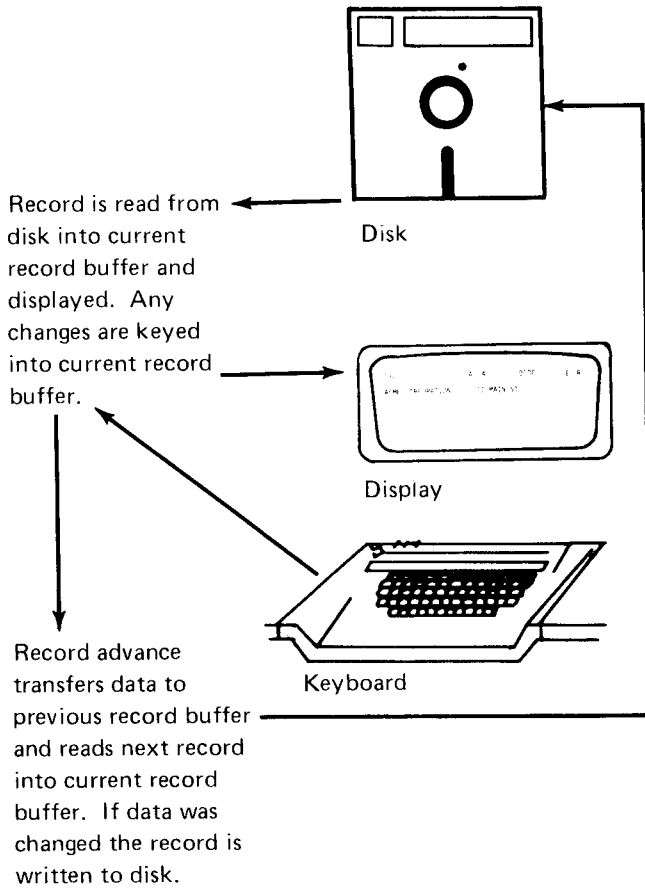 Record is read from
disk into current
record buffer and
displayed. Any
changes are keyed
into current record
buffer.
Disk
MAIN ST
Display
Keyboard
Record advance
transfers data to
previous record buffer
and reads next record
into current record
buffer. If data was
changed the record is
written to disk.